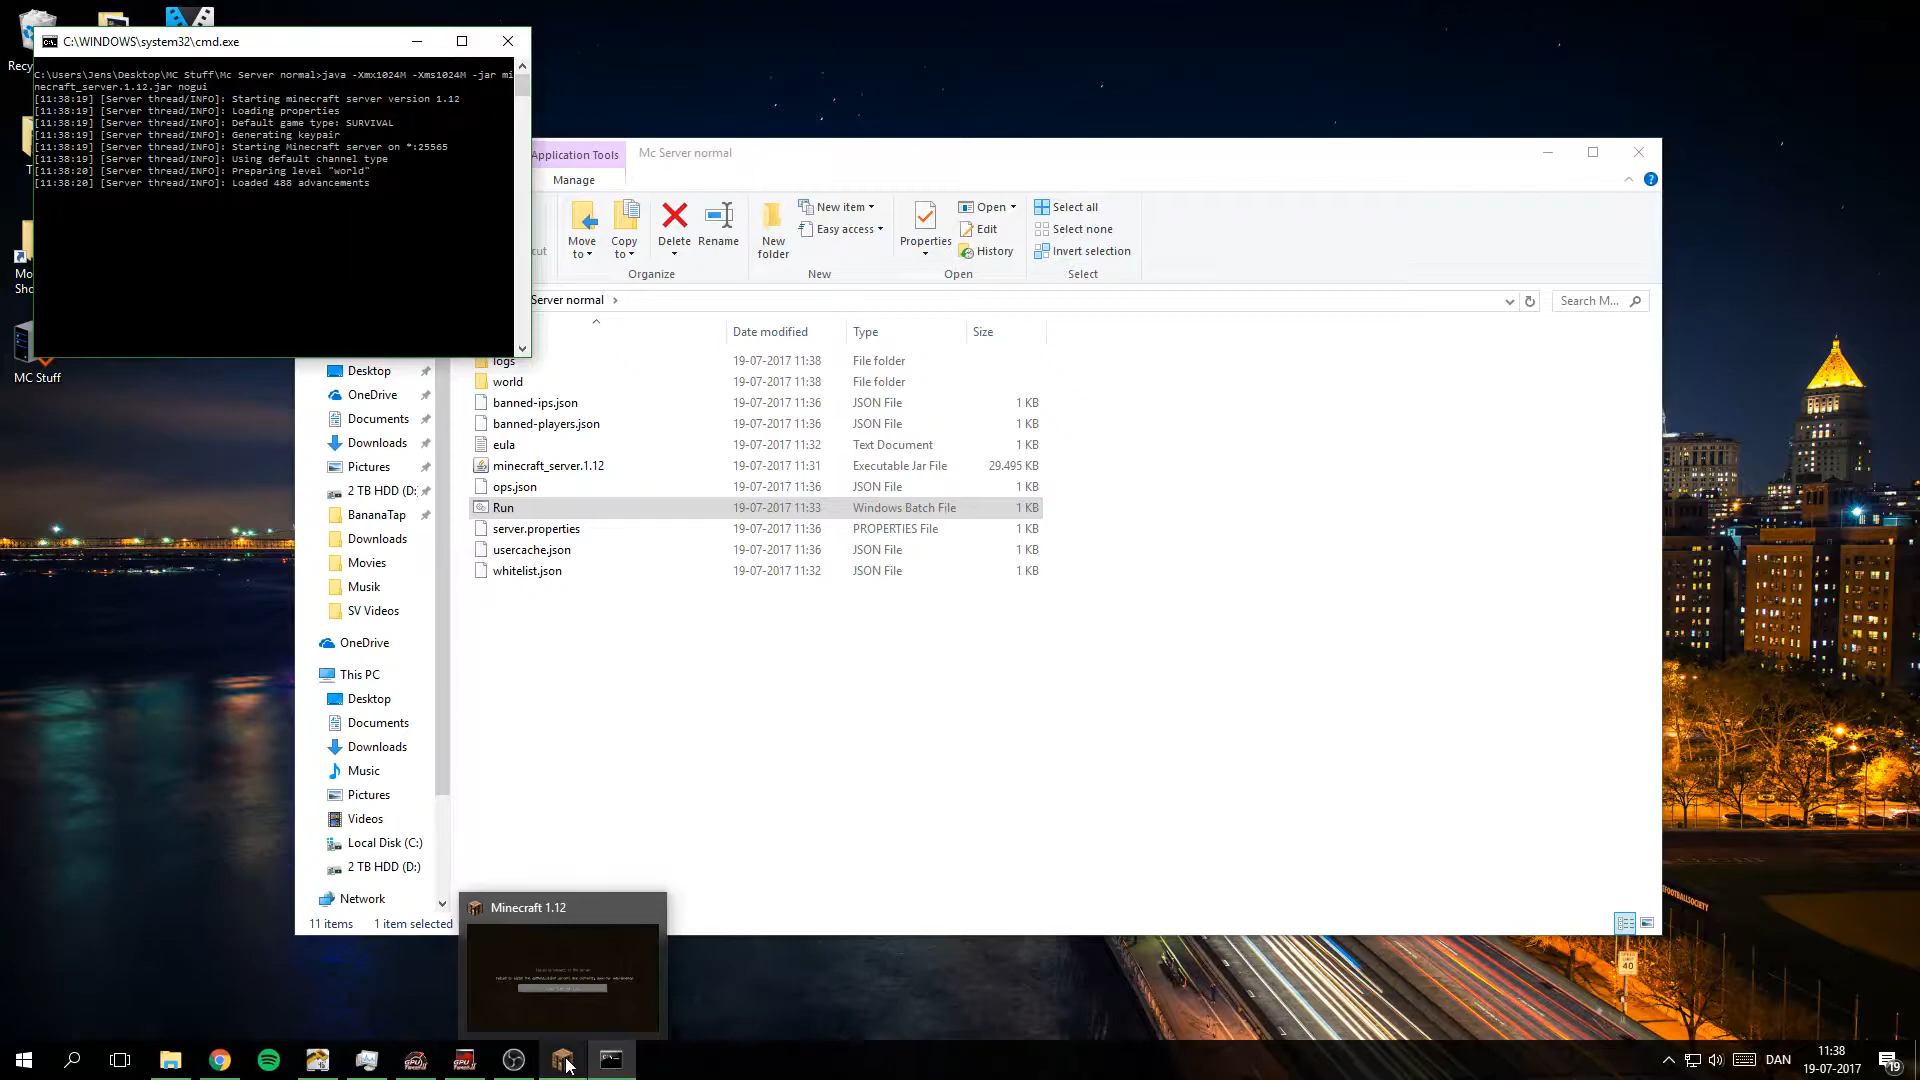 C:\WINDOWS\system32\cmd.exe
C:\Users\Jens\Desktop\MC Stuff\Mc Server normal>java -Xmx1024M -Xms1024M -jar mi
necraft_server.1.12.jar nogui
[11:38:19] [Server thread/INFO]: Starting minecraft server version 1.12
[11:38:19] [Server thread/INFO]: Loading properties
[11:38:19] [Server thread/INFO]: Default game type: SURVIVAL
[11:38:19] [Server thread/INFO]: Generating keypair
[11:38:19] [Server thread/INFO]: Starting Minecraft server on *:25565
[11:38:19] [Server thread/INFO]: Using default channel type
[11:38:20] [Server thread/INFO]: Preparing level "world"
[11:38:20] [Server thread/INFO]: Loaded 488 advancements
Recy
T
Mo
Sho
MC Stuff
Application Tools
Mc Server normal
Manage
Move to
Copy to
Delete
Rename
New folder
New item
Easy access
Properties
Open
Edit
History
Select all
Select none
Invert selection
cut
Organize
New
Open
Select
Server normal
Search M...
Date modified
Type
Size
logs 19-07-2017 11:38 File folder
world 19-07-2017 11:38 File folder
banned-ips.json 19-07-2017 11:36 JSON File 1 KB
banned-players.json 19-07-2017 11:36 JSON File 1 KB
eula 19-07-2017 11:32 Text Document 1 KB
minecraft_server.1.12 19-07-2017 11:31 Executable Jar File 29.495 KB
ops.json 19-07-2017 11:36 JSON File 1 KB
Run 19-07-2017 11:33 Windows Batch File 1 KB
server.properties 19-07-2017 11:36 PROPERTIES File 1 KB
usercache.json 19-07-2017 11:36 JSON File 1 KB
whitelist.json 19-07-2017 11:32 JSON File 1 KB
Desktop
OneDrive
Documents
Downloads
Pictures
2 TB HDD (D:
BananaTap
Downloads
Movies
Musik
SV Videos
OneDrive
This PC
Desktop
Documents
Downloads
Music
Pictures
Videos
Local Disk (C:)
2 TB HDD (D:)
Network
11 items 1 item selected
Minecraft 1.12
SPEED LIMIT
40
DAN
11:38
19-07-2017
19